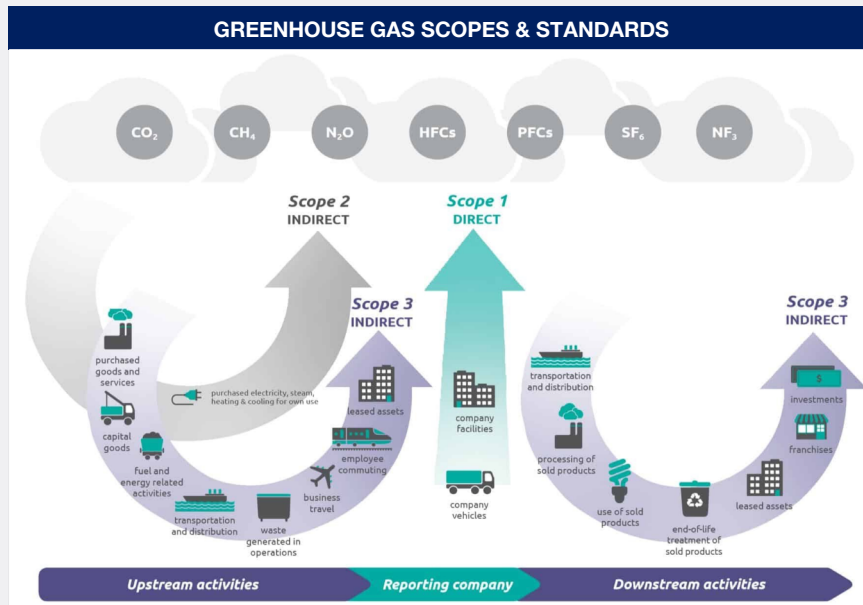 GREENHOUSE GAS SCOPES & STANDARDS
CO₂
CH₄
N₂O
HFCs
PFCs
SF₆
NF₃
Scope 2
INDIRECT
Scope 1
DIRECT
Scope 3
INDIRECT
Scope 3
INDIRECT
purchased
goods and
services
capital
goods
fuel and
energy related
activities
transportation
and distribution
waste
generated in
operations
business
travel
employee
commuting
leased assets
purchased electricity, steam,
heating & cooling for own use
company
facilities
company
vehicles
transportation
and distribution
processing of
sold products
use of sold
products
end-of-life
treatment of
sold products
leased assets
franchises
$
investments
Upstream activities
Reporting company
Downstream activities